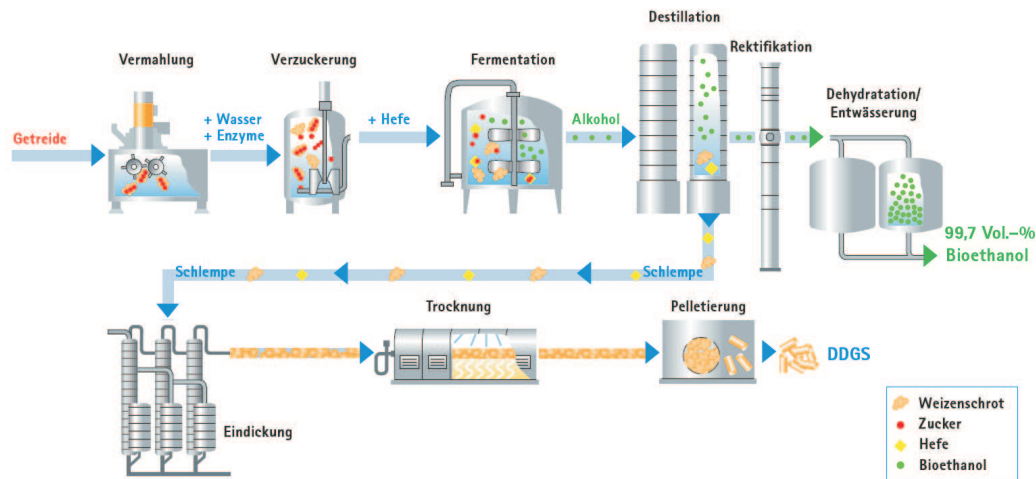 Destillation
Rektifikation
Vermahlung
Verzuckerung
Fermentation
Dehydratation/
Entwässerung
Getreide
+ Wasser
+ Enzyme
+ Hefe
Alkohol
99,7 Vol.–%
Bioethanol
Schlempe
Schlempe
Trocknung
Pelletierung
DDGS
Eindickung
Weizenschrot
Zucker
Hefe
Bioethanol